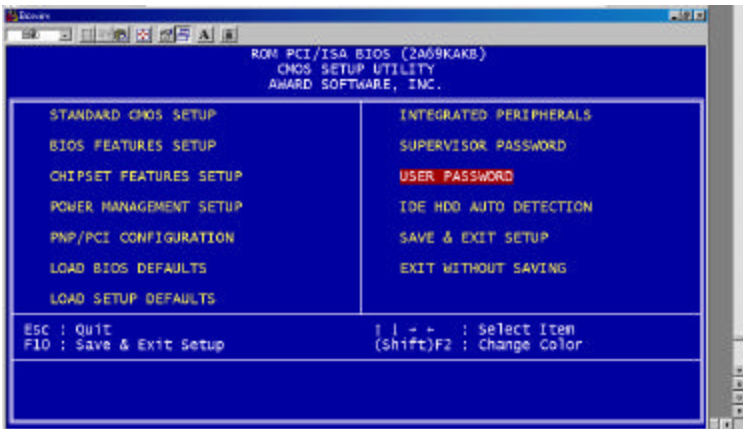 ROM PCI/ISA BIOS (2A69KAKB)
CMOS SETUP UTILITY
AWARD SOFTWARE, INC.
STANDARD CMOS SETUP
BIOS FEATURES SETUP
CHIPSET FEATURES SETUP
POWER MANAGEMENT SETUP
PNP/PCI CONFIGURATION
LOAD BIOS DEFAULTS
LOAD SETUP DEFAULTS
INTEGRATED PERIPHERALS
SUPERVISOR PASSWORD
USER PASSWORD
IDE HDD AUTO DETECTION
SAVE & EXIT SETUP
EXIT WITHOUT SAVING
Esc : Quit
F10 : Save & Exit Setup
: Select Item
(Shift)F2 : Change Color